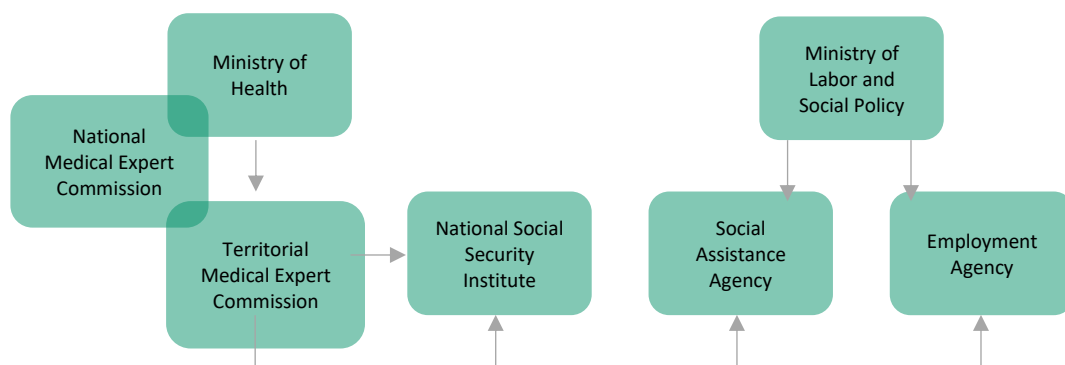 Ministry of
Health
Ministry of
Labor and
Social Policy
National
Medical Expert
Commission
Territorial
Medical Expert
Commission
National Social
Security
Institute
Social
Assistance
Agency
Employment
Agency